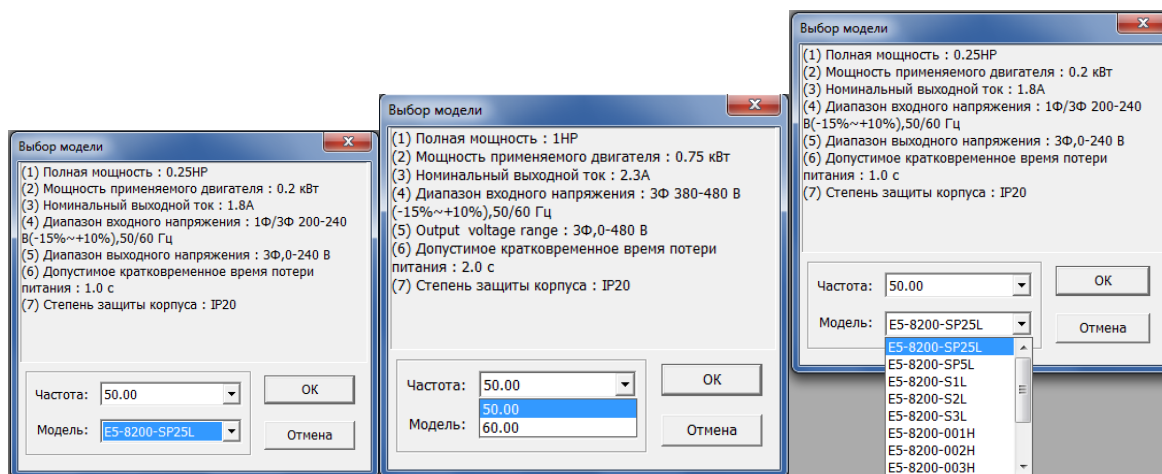 Выбор модели
(1) Полная мощность : 0.25HP
(2) Мощность применяемого двигателя : 0.2 кВт
(3) Номинальный выходной ток : 1.8A
(4) Диапазон входного напряжения : 1Ф/3Ф 200-240
В(-15%~+10%),50/60 Гц
(5) Диапазон выходного напряжения : 3Ф,0-240 В
(6) Допустимое кратковременное время потери
питания : 1.0 с
(7) Степень защиты корпуса : IP20
Частота: 50.00
OK
Модель: E5-8200-SP25L
Отмена
Выбор модели
(1) Полная мощность : 1HP
(2) Мощность применяемого двигателя : 0.75 кВт
(3) Номинальный выходной ток : 2.3A
(4) Диапазон входного напряжения : 3Ф 380-480 В
(-15%~+10%),50/60 Гц
(5) Output voltage range : 3Ф,0-480 В
(6) Допустимое кратковременное время потери
питания : 2.0 с
(7) Степень защиты корпуса : IP20
Частота: 50.00
OK
50.00
Модель: 60.00
Отмена
Выбор модели
(1) Полная мощность : 0.25HP
(2) Мощность применяемого двигателя : 0.2 кВт
(3) Номинальный выходной ток : 1.8A
(4) Диапазон входного напряжения : 1Ф/3Ф 200-240
В(-15%~+10%),50/60 Гц
(5) Диапазон выходного напряжения : 3Ф,0-240 В
(6) Допустимое кратковременное время потери
питания : 1.0 с
(7) Степень защиты корпуса : IP20
Частота: 50.00
OK
Модель: E5-8200-SP25L
Отмена
E5-8200-SP25L
E5-8200-SP5L
E5-8200-S1L
E5-8200-S2L
E5-8200-S3L
E5-8200-001H
E5-8200-002H
E5-8200-003H